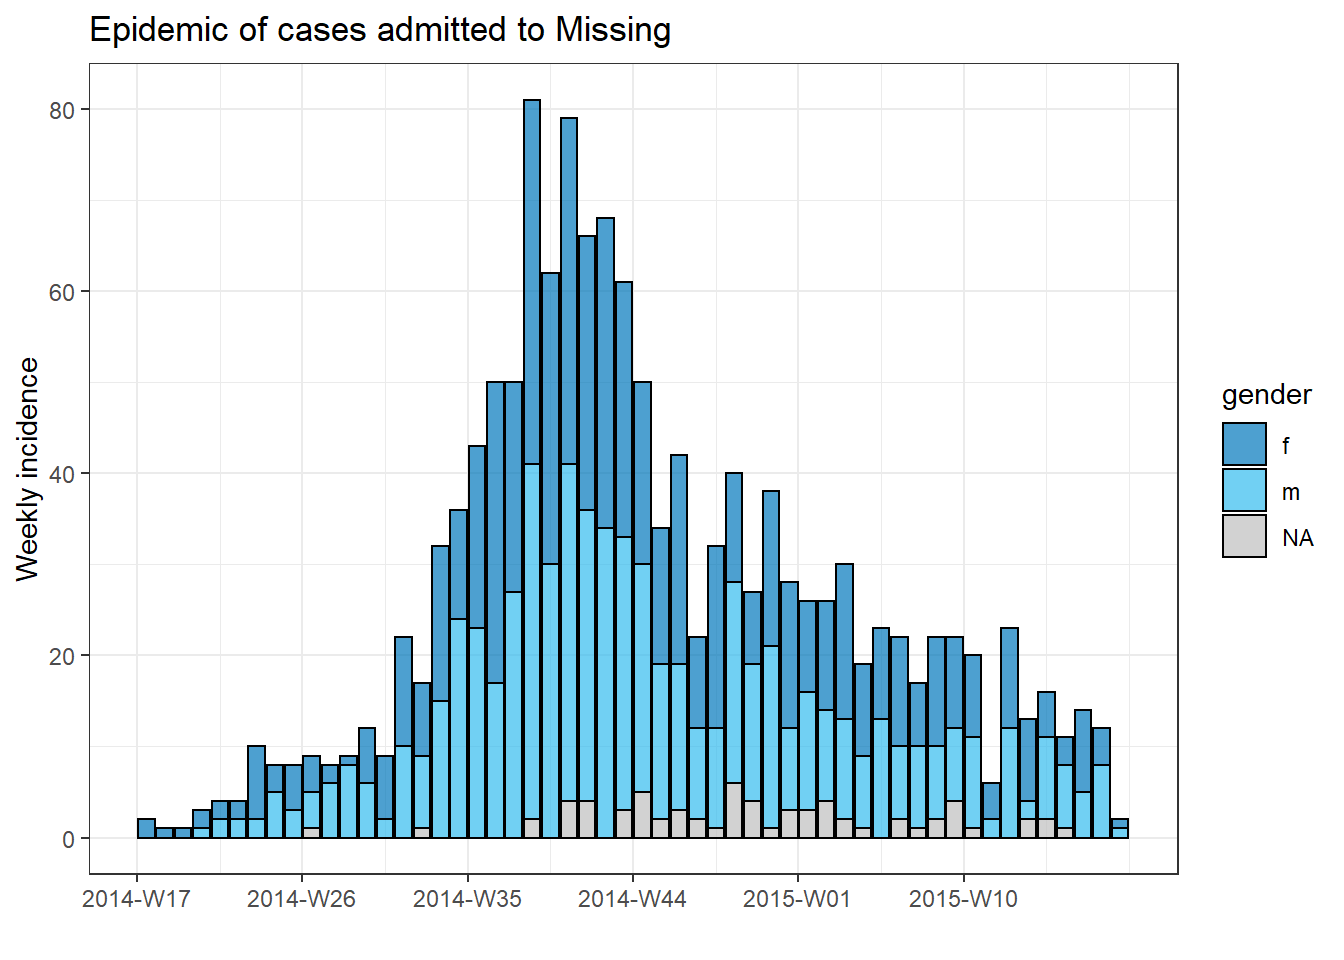 Epidemic of cases admitted to Missing
Weekly incidence
80
60
40
20
0
2014-W17 2014-W26 2014-W35 2014-W44 2015-W01 2015-W10
gender
f
m
NA